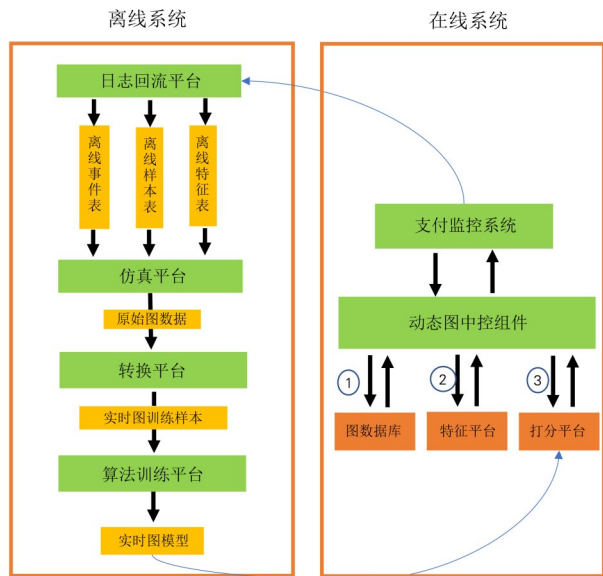 离线系统
日志回流平台
离线事件表
离线样本表
离线特征表
仿真平台
原始图数据
转换平台
实时图训练样本
算法训练平台
实时图模型
在线系统
支付监控系统
动态图中控组件
1
2
3
图数据库
特征平台
打分平台